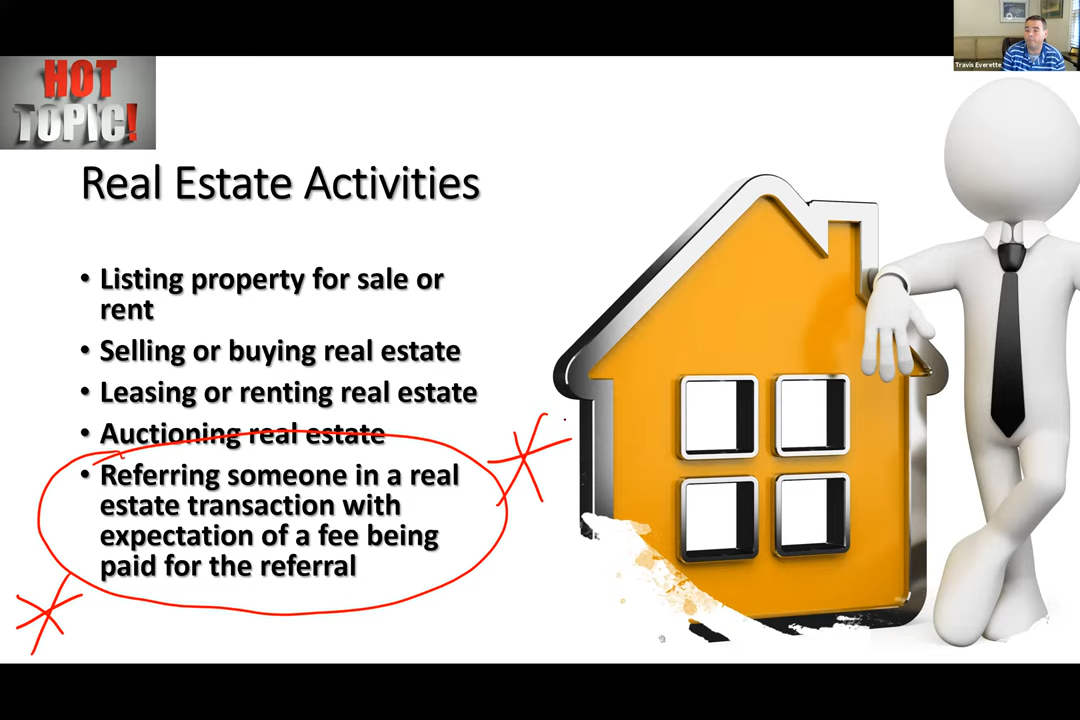 Travis Everette
HOT
TOPIC!
Real Estate Activities
• Listing property for sale or
rent
• Selling or buying real estate
• Leasing or renting real estate
• Auctioning real estate
• Referring someone in a real
estate transaction with
expectation of a fee being
paid for the referral